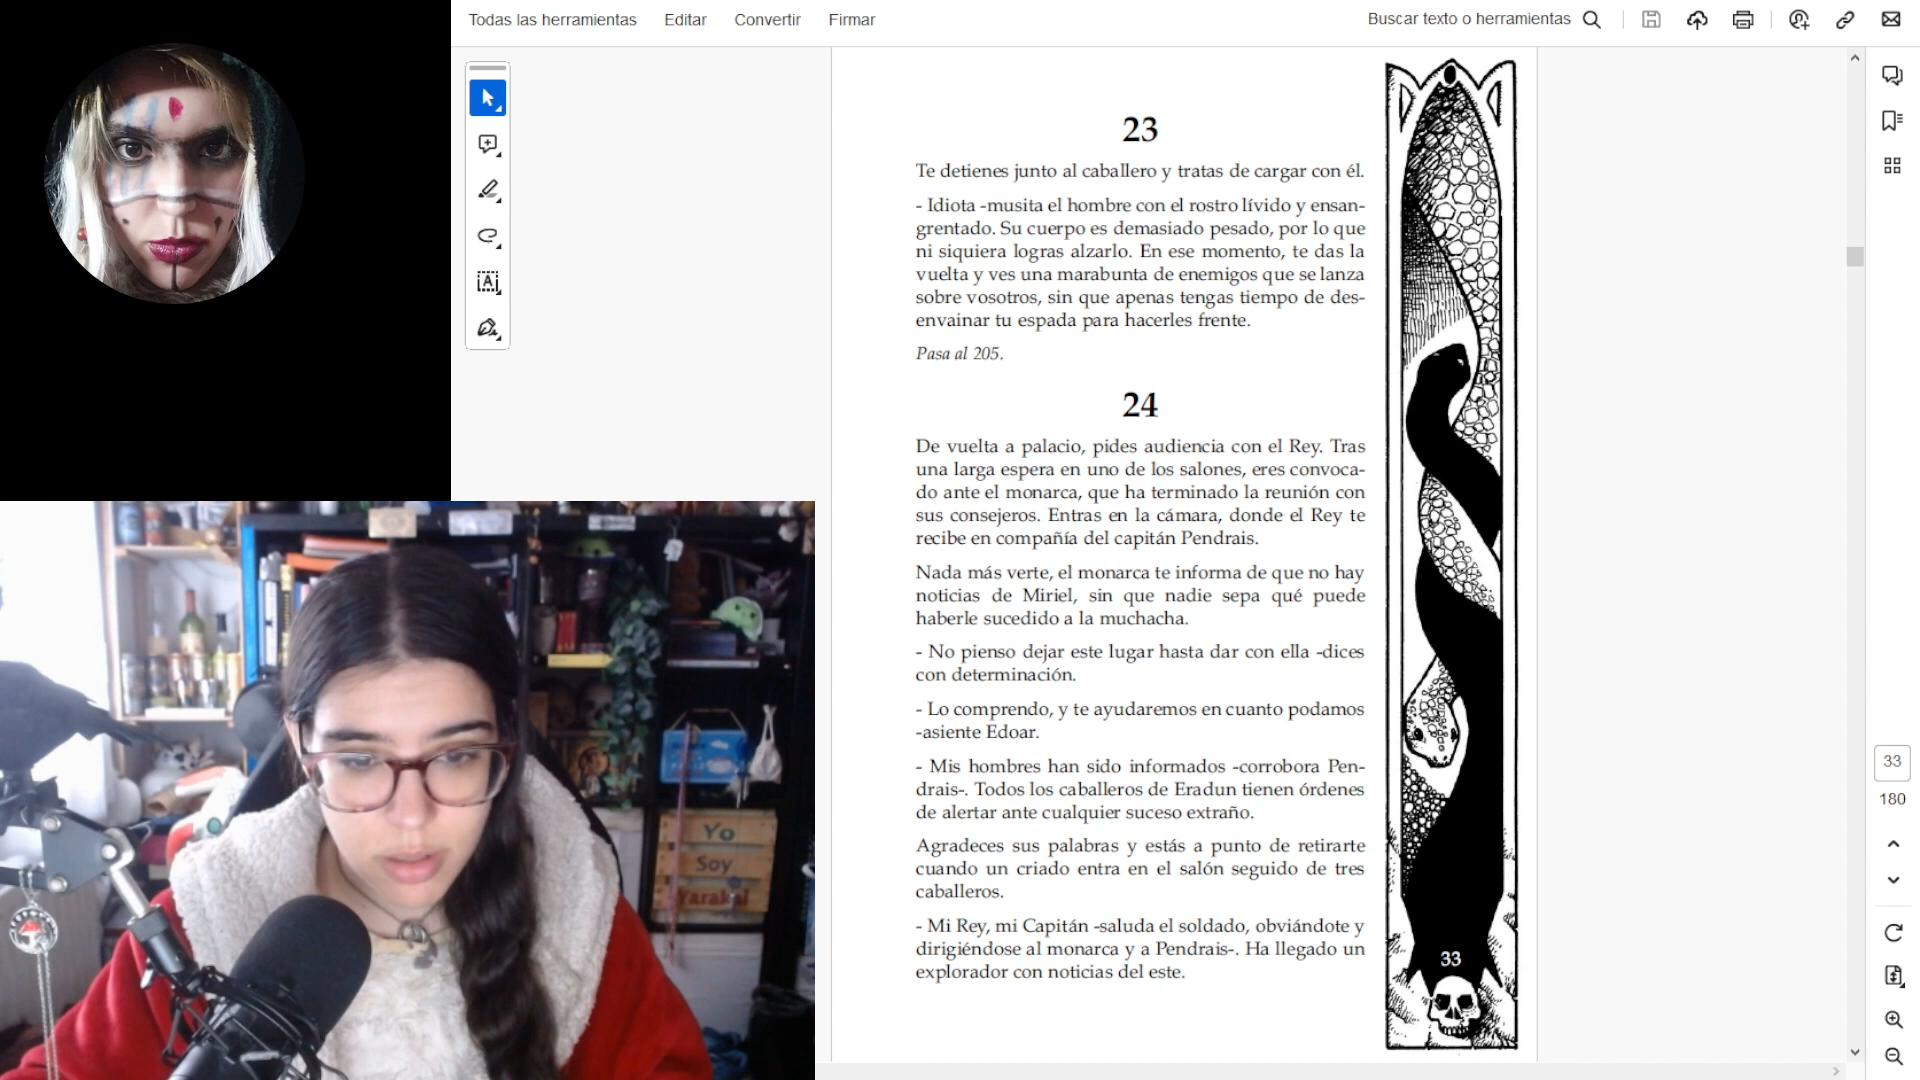 Todas las herramientas
Editar
Convertir
Firmar
Buscar texto o herramientas
23
Te detienes junto al caballero y tratas de cargar con él.
- Idiota -musita el hombre con el rostro lívido y ensan-
grentado. Su cuerpo es demasiado pesado, por lo que
ni siquiera logras alzarlo. En ese momento, te das la
vuelta y ves una marabunta de enemigos que se lanza
sobre vosotros, sin que apenas tengas tiempo de des-
envainar tu espada para hacerles frente.
Pasa al 205.
24
De vuelta a palacio, pides audiencia con el Rey. Tras
una larga espera en uno de los salones, eres convoca-
do ante el monarca, que ha terminado la reunión con
sus consejeros. Entras en la cámara, donde el Rey te
recibe en compañía del capitán Pendrais.
Nada más verte, el monarca te informa de que no hay
noticias de Miriel, sin que nadie sepa qué puede
haberle sucedido a la muchacha.
- No pienso dejar este lugar hasta dar con ella -dices
con determinación.
- Lo comprendo, y te ayudaremos en cuanto podamos
-asiente Edoar.
- Mis hombres han sido informados -corrobora Pen-
drais-. Todos los caballeros de Eradun tienen órdenes
de alertar ante cualquier suceso extraño.
Agradeces sus palabras y estás a punto de retirarte
cuando un criado entra en el salón seguido de tres
caballeros.
- Mi Rey, mi Capitán -saluda el soldado, obviándote y
dirigiéndose al monarca y a Pendrais-. Ha llegado un
explorador con noticias del este.
33
33
180
Yo
Soy
Yarakai